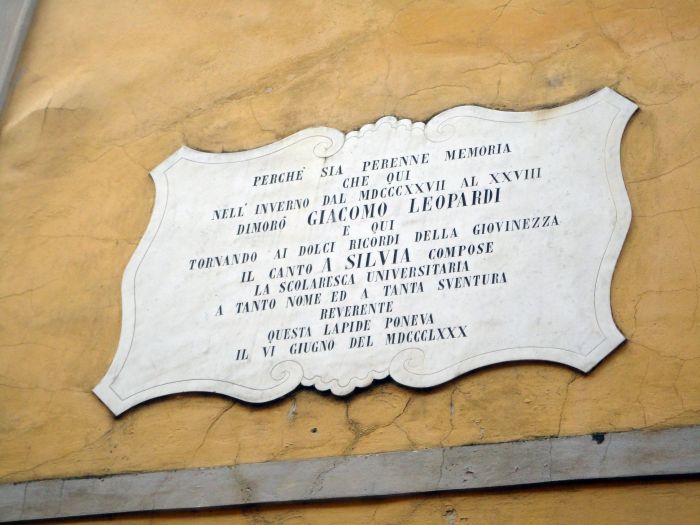 PERCHE' SIA PERENNE MEMORIA
CHE QUI
NELL' INVERNO DAL MDCCCXXVII AL XXVIII
DIMORÓ GIACOMO LEOPARDI
E QUI
TORNANDO AI DOLCI RICORDI DELLA GIOVINEZZA
IL CANTO A SILVIA COMPOSE
LA SCOLARESCA UNIVERSITARIA
A TANTO NOME ED A TANTA SVENTURA
REVERENTE
QUESTA LAPIDE PONEVA
IL VI GIUGNO DEL MDCCCLXXX